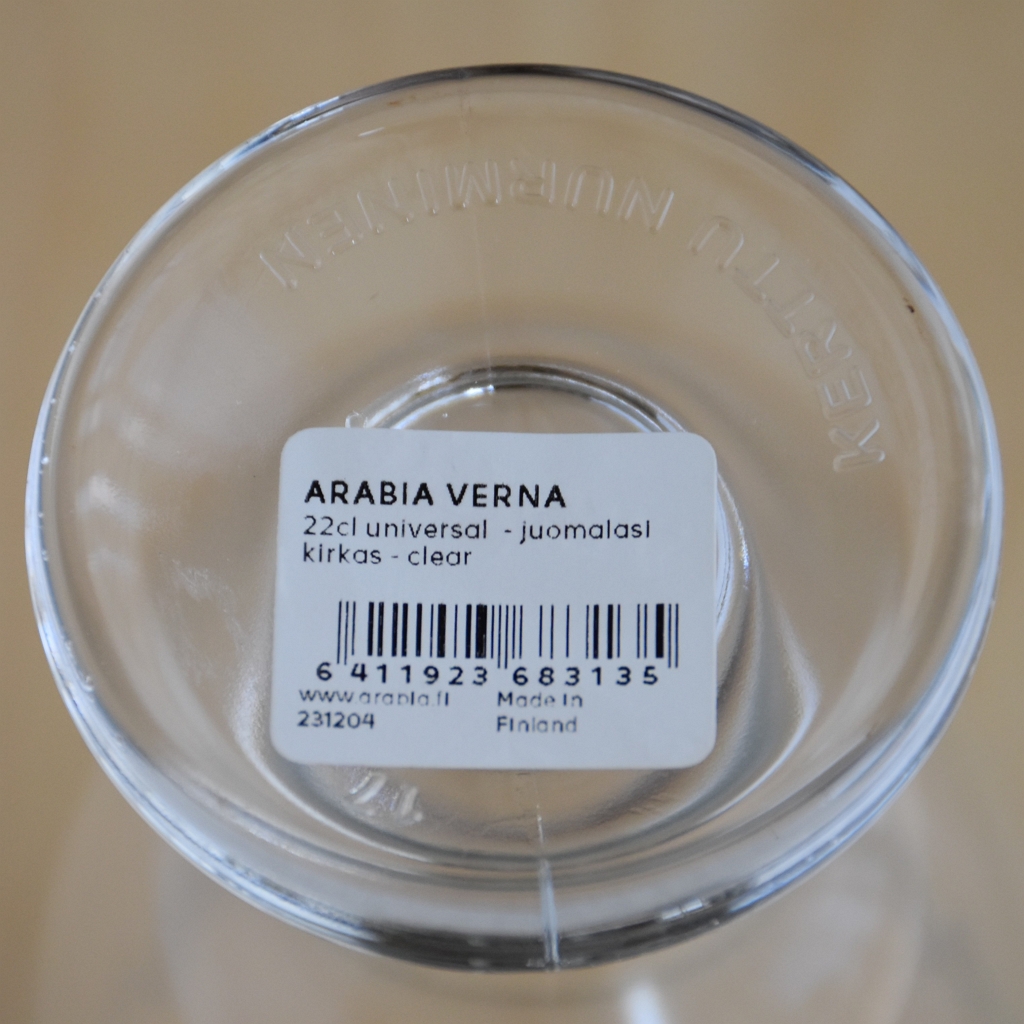 KERTTU NURMINEN
ARABIA VERNA
22cl universal - juomalasi
kirkas - clear
6 411923 683135
www.arabia.fi Made in
231204 Finland